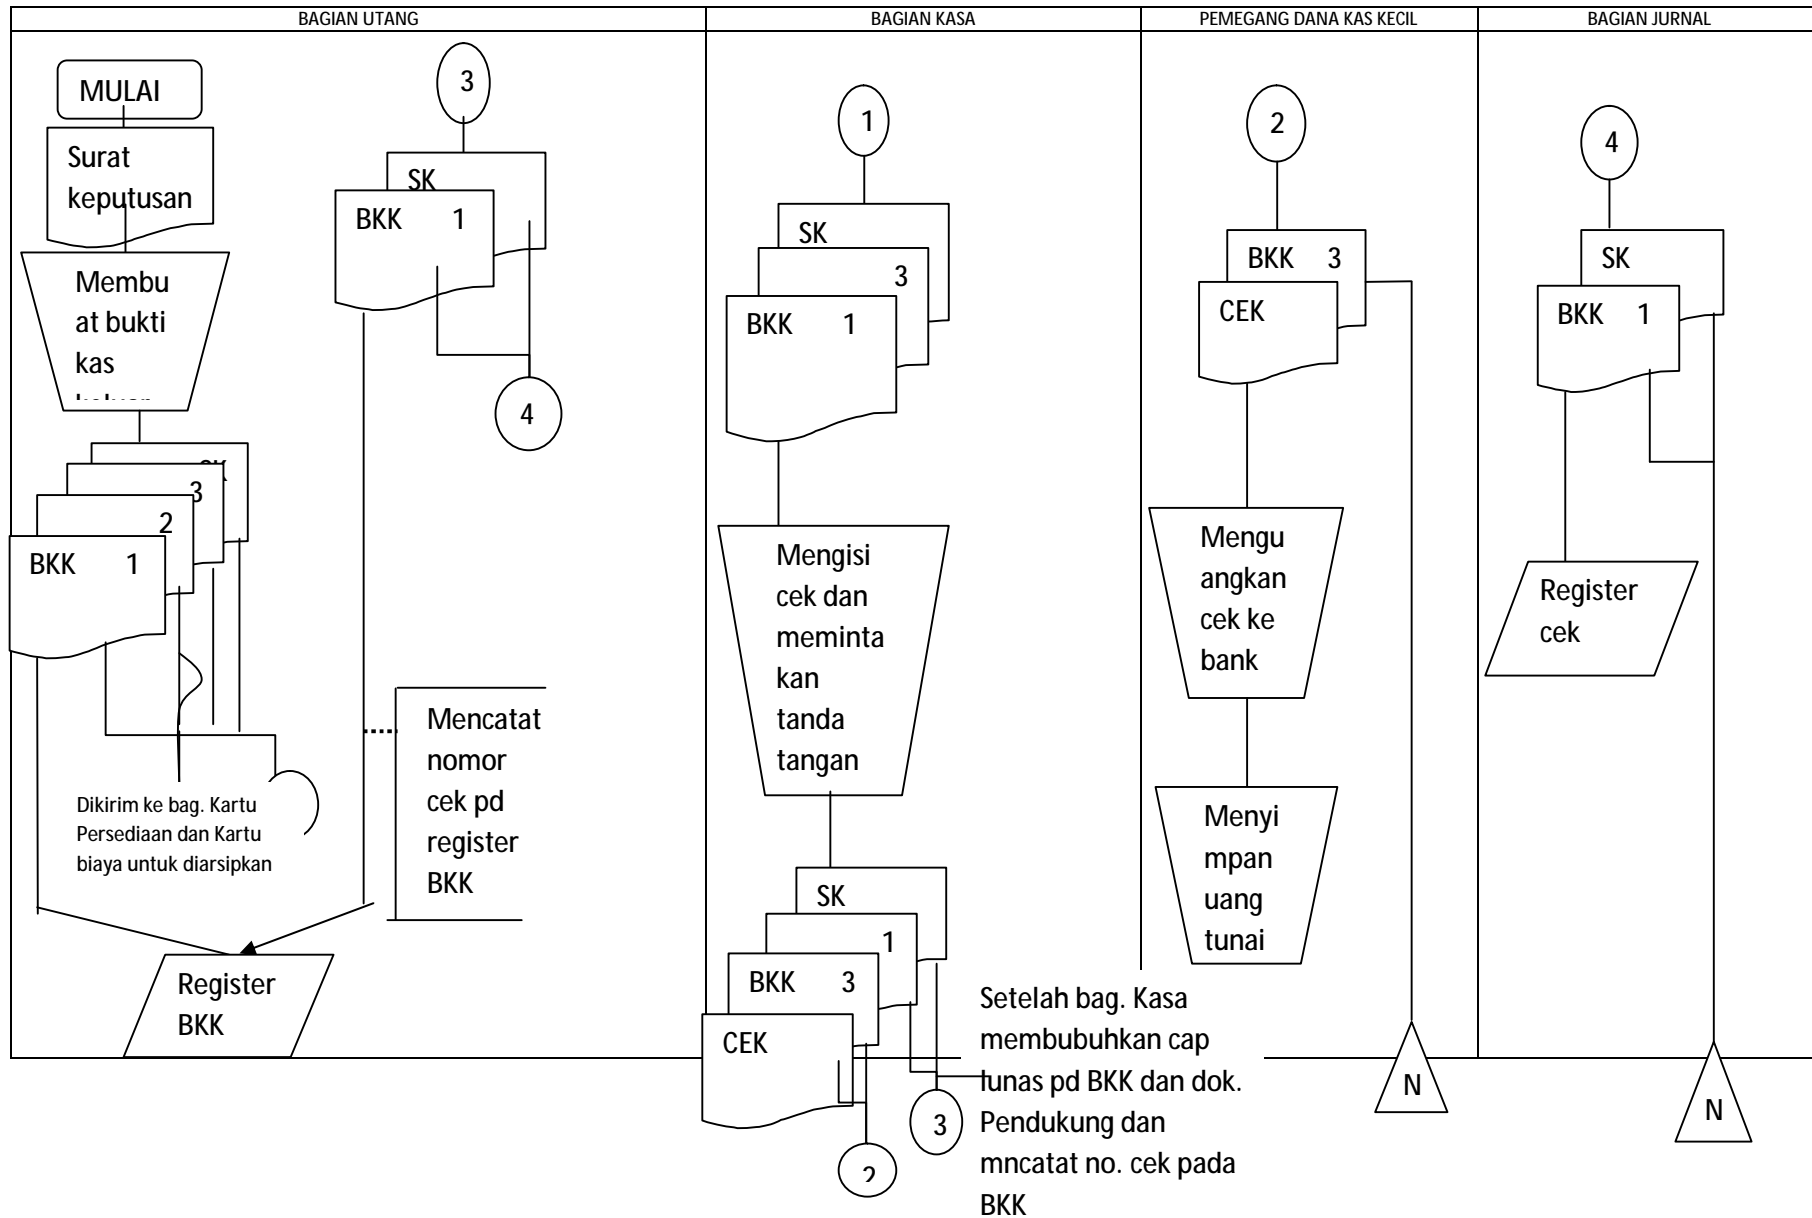 BAGIAN UTANG
BAGIAN KASA
PEMEGANG DANA KAS KECIL
BAGIAN JURNAL
MULAI
Surat
keputusan
Membu
at bukti
kas
3
2
BKK 1
Dikirim ke bag. Kartu
Persediaan dan Kartu
biaya untuk diarsipkan
Register
BKK
3
SK
BKK 1
4
Mencatat
nomor
cek pd
register
BKK
1
SK
3
BKK 1
Mengisi
cek dan
meminta
kan
tanda
tangan
SK
1
BKK 3
CEK
2
3
Setelah bag. Kasa
membubuhkan cap
lunas pd BKK dan dok.
Pendukung dan
mncatat no. cek pada
BKK
2
BKK 3
CEK
Mengu
angkan
cek ke
bank
Menyi
mpan
uang
tunai
N
4
SK
BKK 1
Register
cek
N